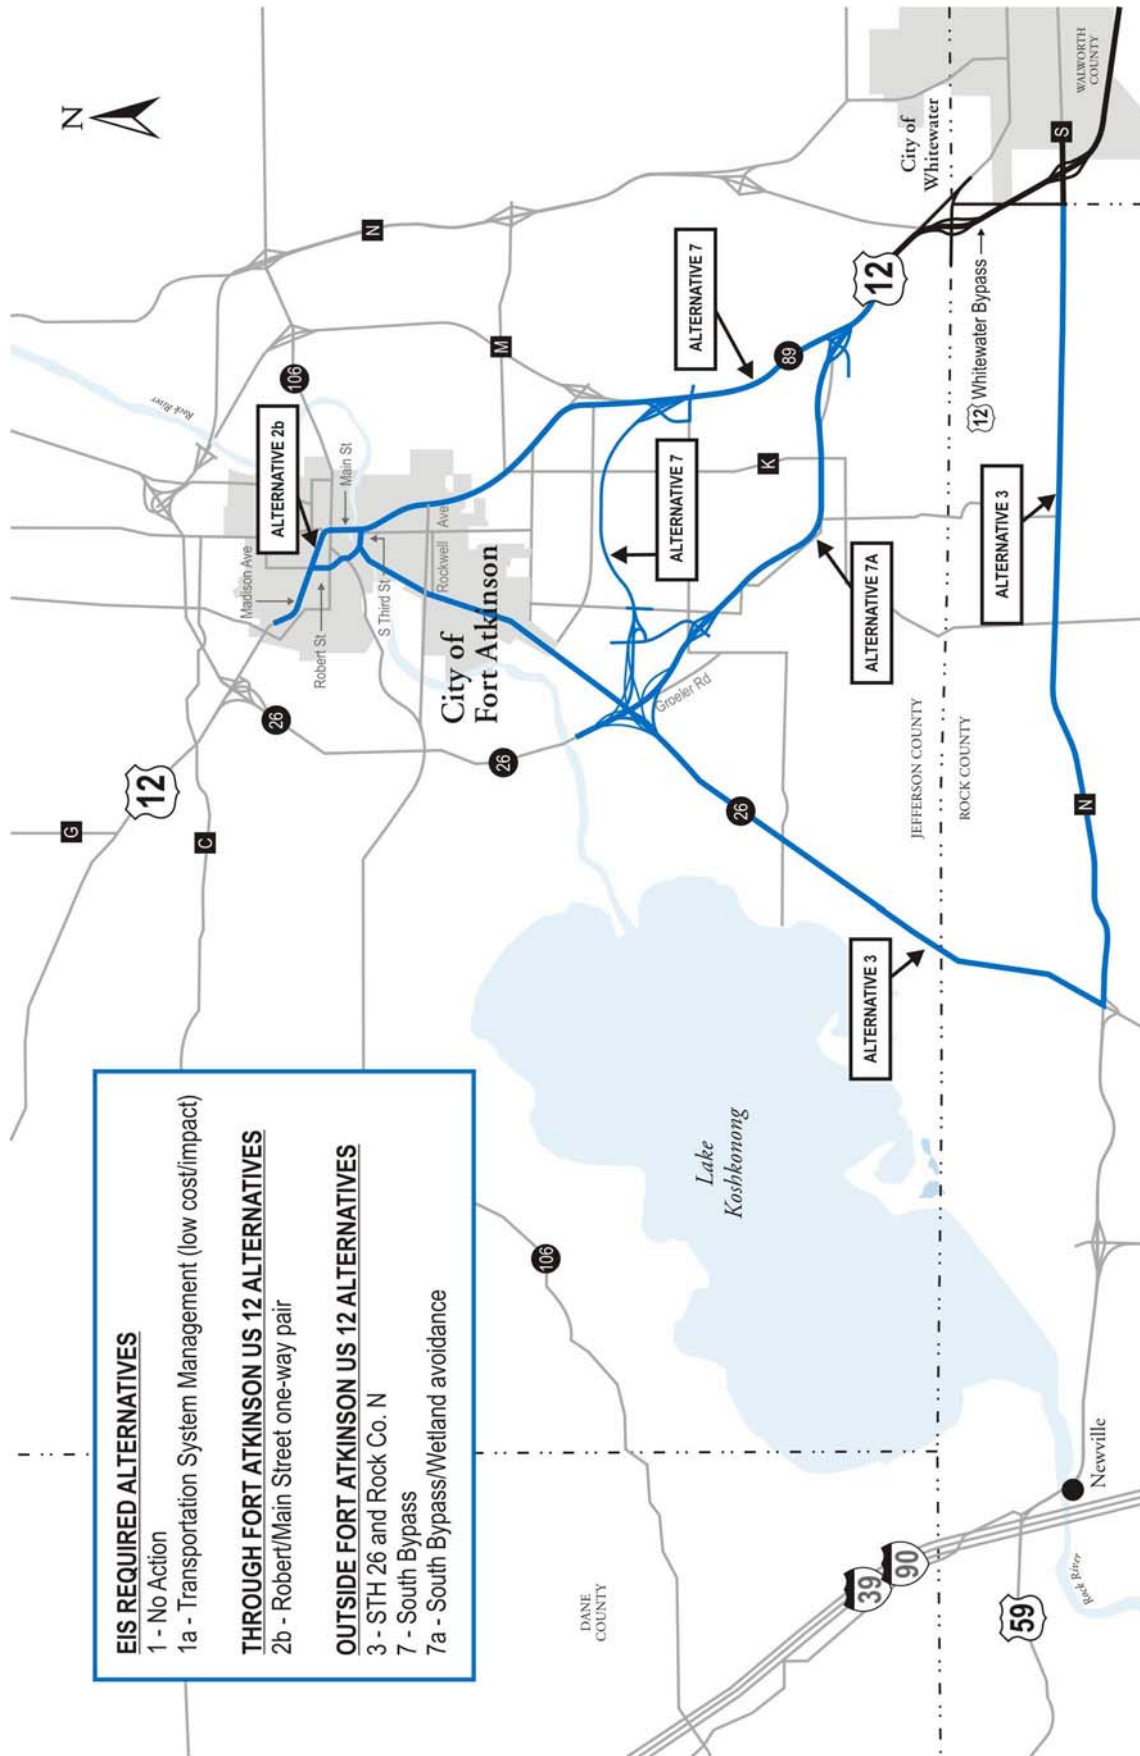 N
EIS REQUIRED ALTERNATIVES
1 - No Action
1a - Transportation System Management (low cost/impact)
THROUGH FORT ATKINSON US 12 ALTERNATIVES
2b - Robert/Main Street one-way pair
OUTSIDE FORT ATKINSON US 12 ALTERNATIVES
3 - STH 26 and Rock Co. N
7 - South Bypass
7a - South Bypass/Wetland avoidance
G
12
C
26
106
Rock River
N
ALTERNATIVE 2b
Madison Ave
Main St
Robert St
S Third St
Rockwell
Ave
City of
Fort Atkinson
M
26
106
ALTERNATIVE 7
ALTERNATIVE 7
Groeler Rd
26
K
89
Lake
Koshkonong
ALTERNATIVE 3
ALTERNATIVE 7A
12
City of
Whitewater
JEFFERSON COUNTY
ROCK COUNTY
12 Whitewater Bypass
ALTERNATIVE 3
S
WALWORTH
COUNTY
N
DANE
COUNTY
39
90
59
Rock River
Newville